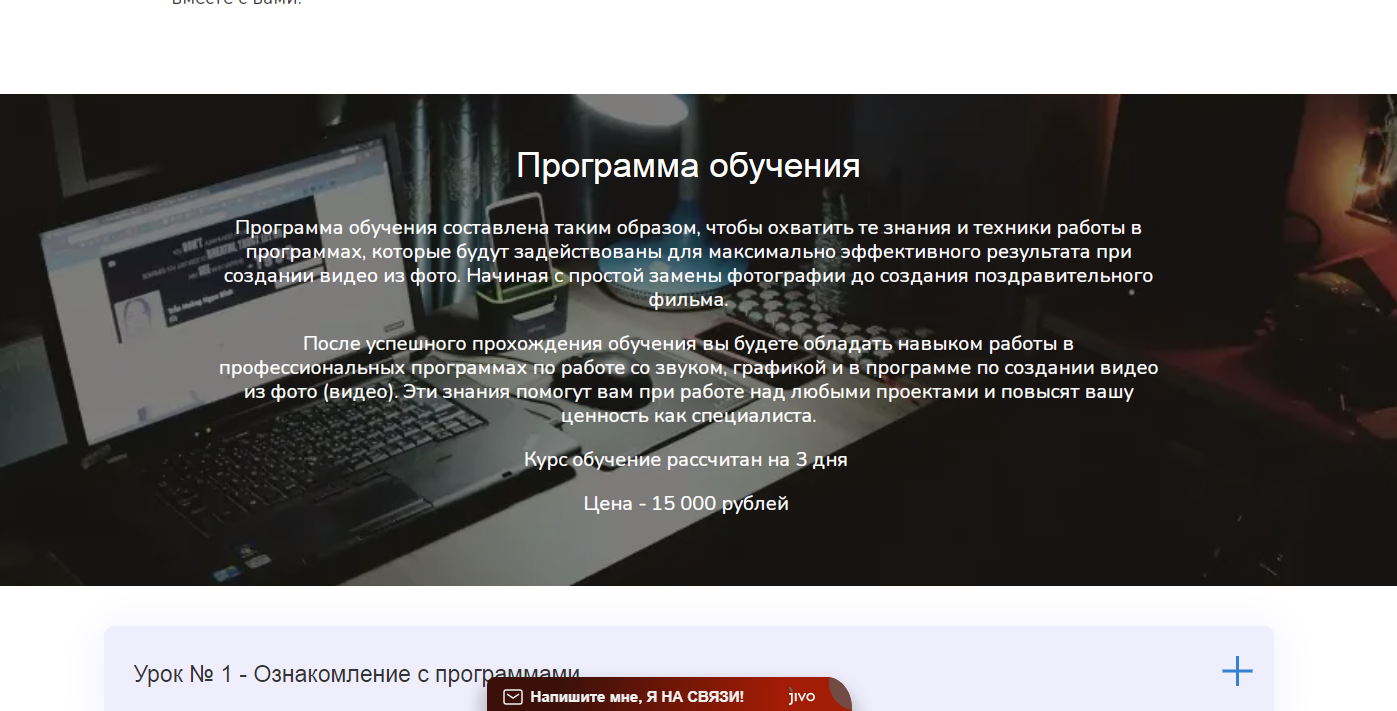 вместе с вами.
Программа обучения
Программа обучения составлена таким образом, чтобы охватить те знания и техники работы в
программах, которые будут задействованы для максимально эффективного результата при
создании видео из фото. Начиная с простой замены фотографии до создания поздравительного
фильма.
После успешного прохождения обучения вы будете обладать навыком работы в
профессиональных программах по работе со звуком, графикой и в программе по созданию видео
из фото (видео). Эти знания помогут вам при работе над любыми проектами и повысят вашу
ценность как специалиста.
Курс обучение рассчитан на 3 дня
Цена - 15 000 рублей
Урок № 1 - Ознакомление с программами
Напишите мне, Я НА СВЯЗИ! jivo